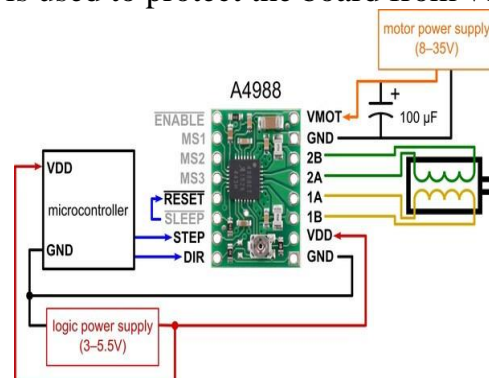 is used to protect the board from v
motor power supply
(8–35V)
A4988
ENABLE
VMOT
100 µF
MS1
GND
MS2
2B
VDD
MS3
2A
microcontroller
RESET
1A
SLEEP
1B
STEP
VDD
GND
DIR
GND
logic power supply
(3–5.5V)